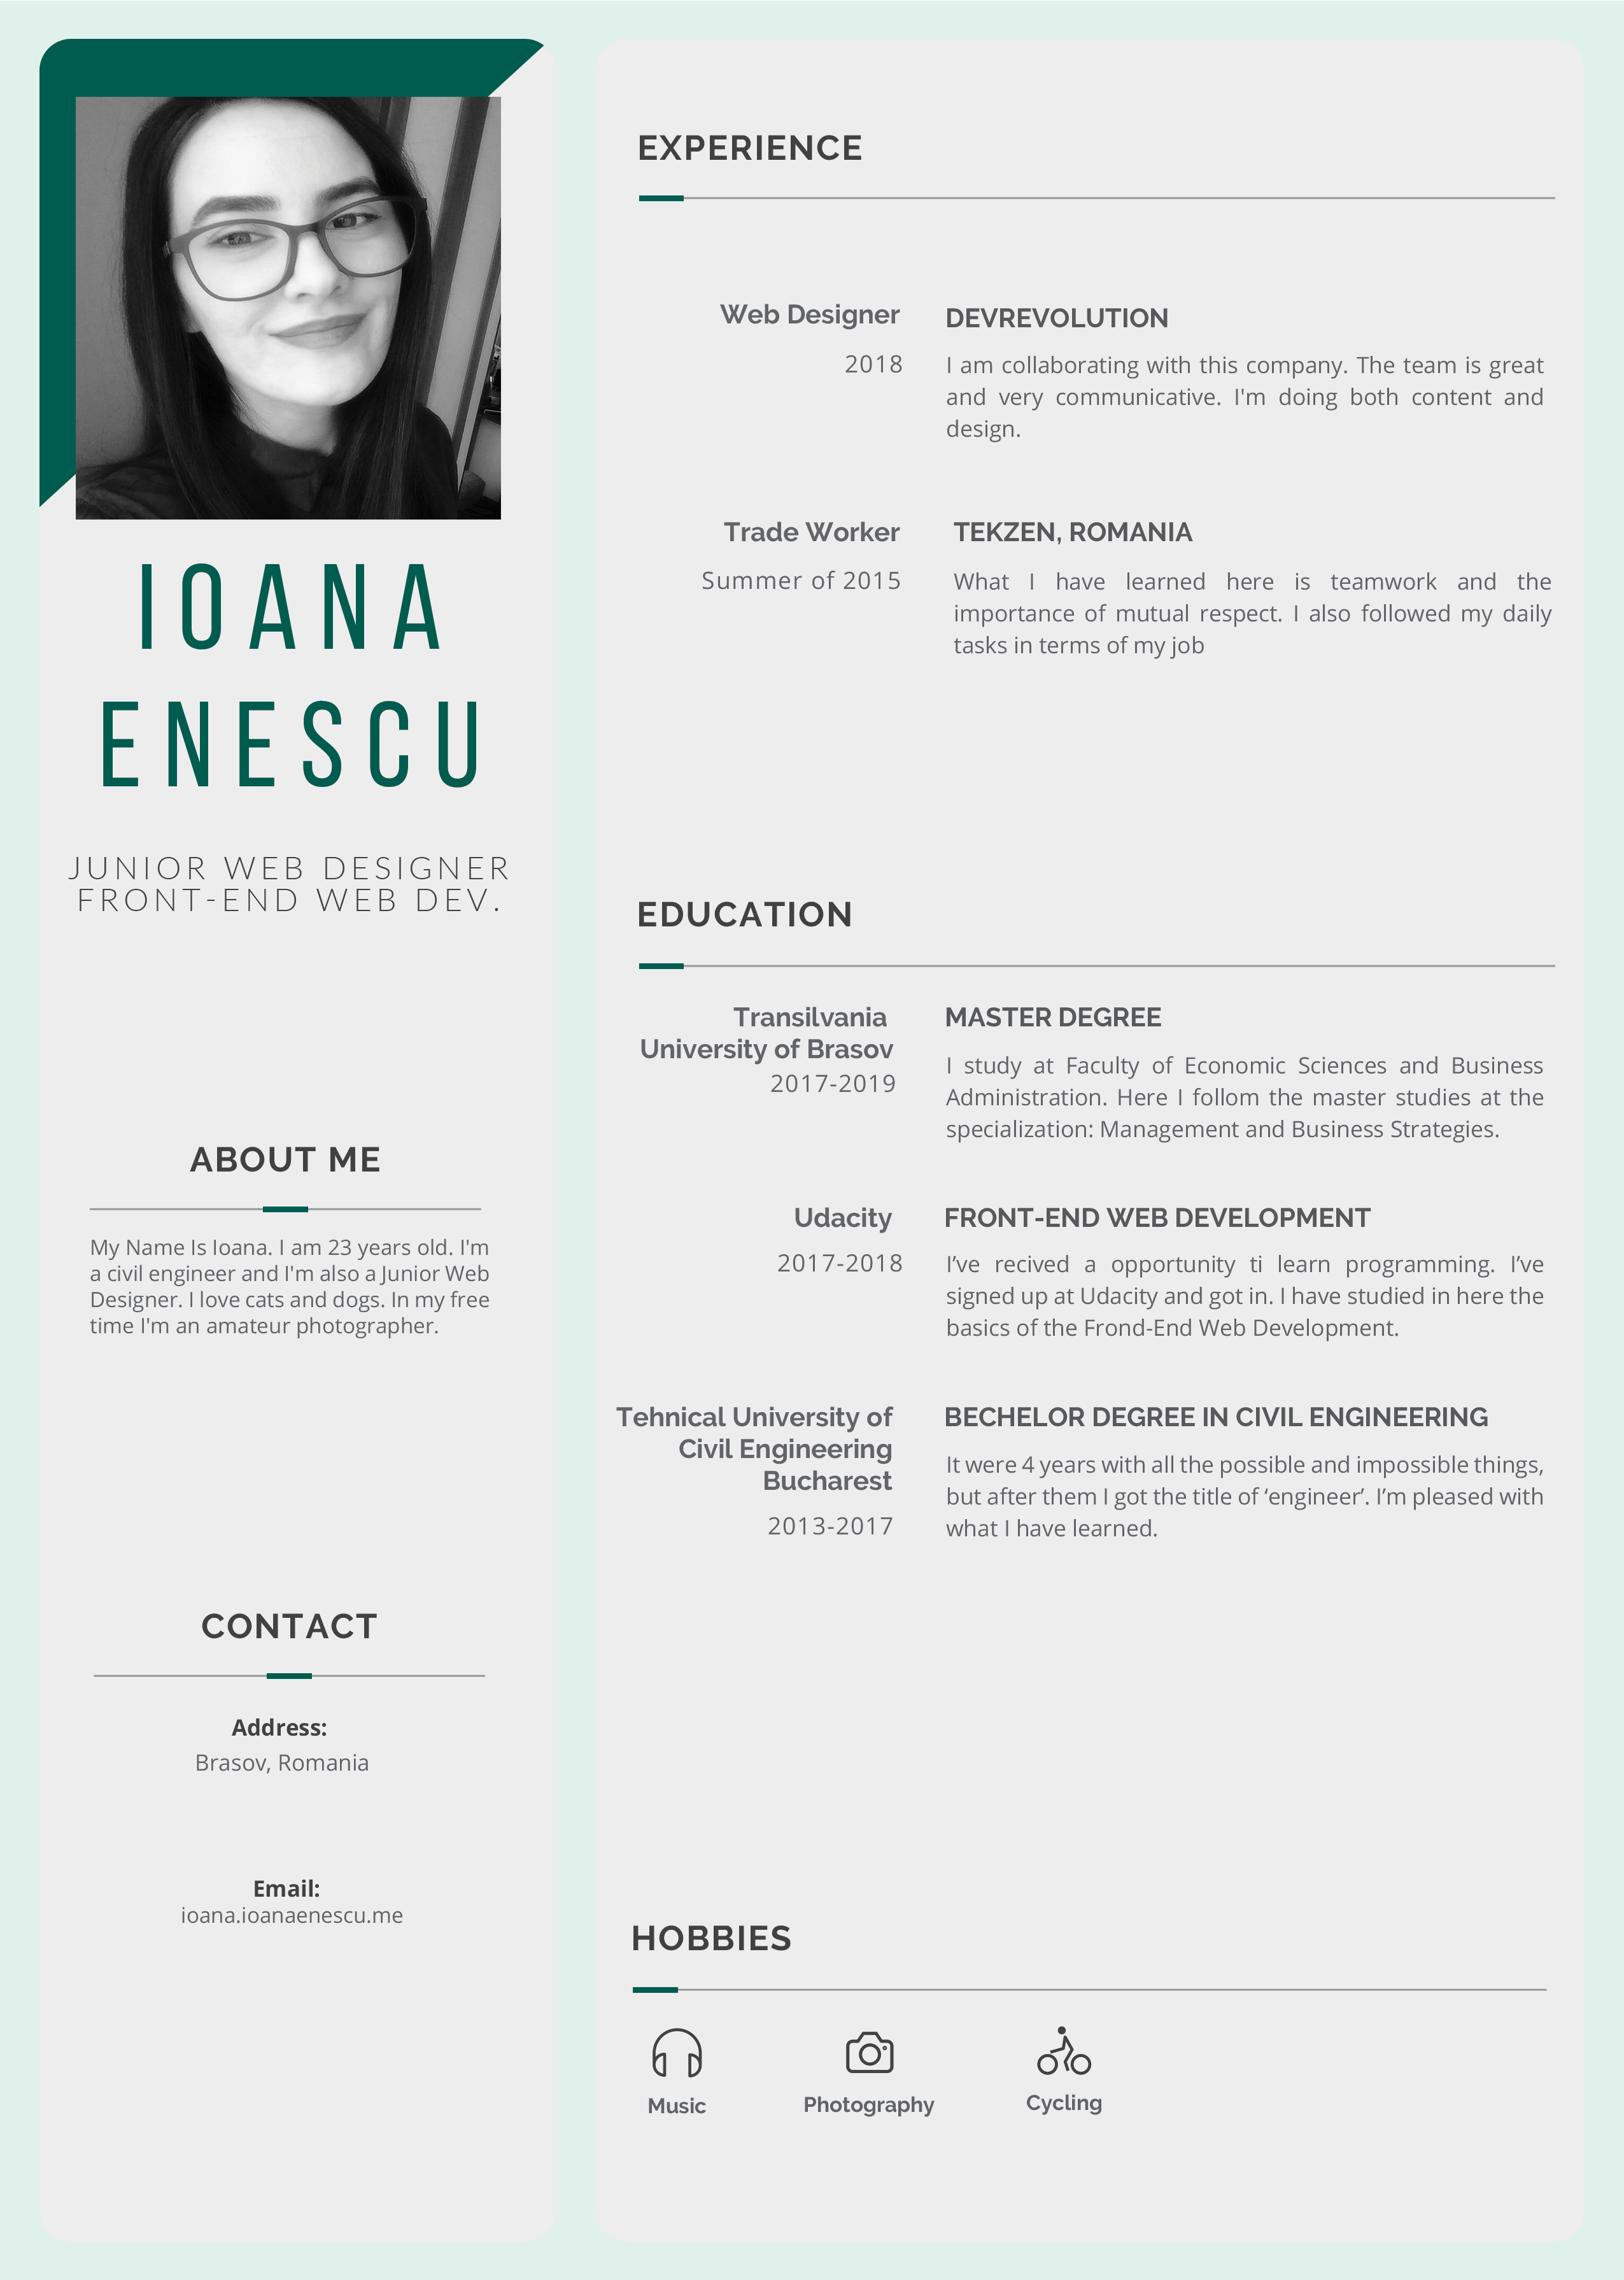 IOANA
ENESCU
JUNIOR WEB DESIGNER
FRONT-END WEB DEV.
ABOUT ME
My Name Is Ioana. I am 23 years old. I'm
a civil engineer and I'm also a Junior Web
Designer. I love cats and dogs. In my free
time I'm an amateur photographer.
CONTACT
Address:
Brasov, Romania
Email:
ioana.ioanaenescu.me
EXPERIENCE
Web Designer
2018
DEVREVOLUTION
I am collaborating with this company. The team is great
and very communicative. I'm doing both content and
design.
Trade Worker
Summer of 2015
TEKZEN, ROMANIA
What I have learned here is teamwork and the
importance of mutual respect. I also followed my daily
tasks in terms of my job
EDUCATION
Transilvania
University of Brasov
2017-2019
MASTER DEGREE
I study at Faculty of Economic Sciences and Business
Administration. Here I follom the master studies at the
specialization: Management and Business Strategies.
Udacity
2017-2018
FRONT-END WEB DEVELOPMENT
I’ve recived a opportunity ti learn programming. I’ve
signed up at Udacity and got in. I have studied in here the
basics of the Frond-End Web Development.
Tehnical University of
Civil Engineering
Bucharest
2013-2017
BECHELOR DEGREE IN CIVIL ENGINEERING
It were 4 years with all the possible and impossible things,
but after them I got the title of ‘engineer’. I’m pleased with
what I have learned.
HOBBIES
Music
Photography
Cycling